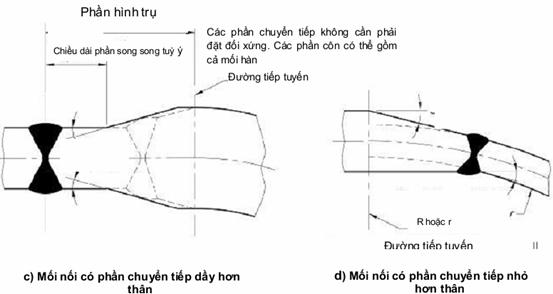 Phần hình trụ
Các phần chuyển tiếp không cần phải
đặt đối xứng. Các phần côn có thể gồm
cả mối hàn
Chiều dài phần song song tuỳ ý
Đường tiếp tuyến
R hoặc r
Đường tiếp tuyến
c) Mối nối có phần chuyển tiếp dầy hơn
thân
d) Mối nối có phần chuyển tiếp nhỏ
hơn thân